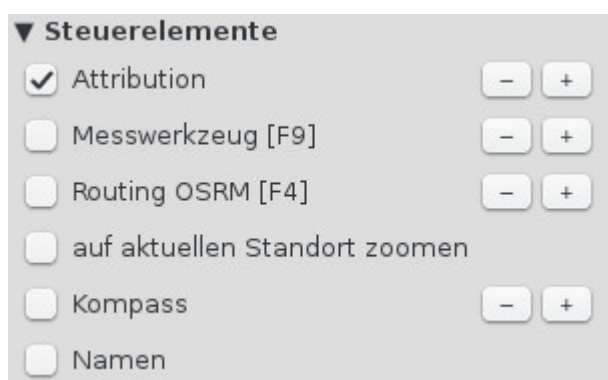 ▼ Steuerelemente
Attribution - +
Messwerkzeug [F9] - +
Routing OSRM [F4] - +
auf aktuellen Standort zoomen
Kompass - +
Namen